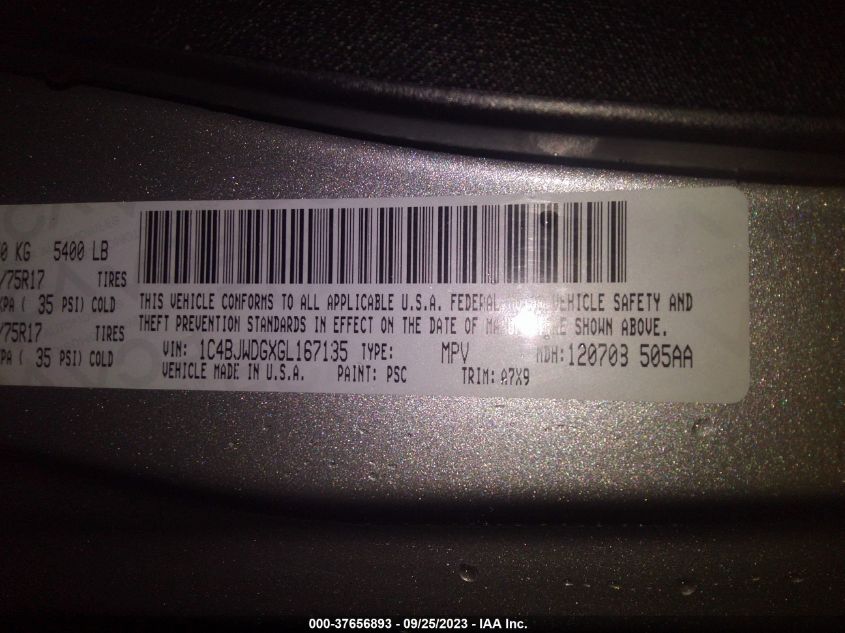 0 KG 5400 LB
/75R17 TIRES
KPA ( 35 PSI) COLD
/75R17 TIRES
KPA ( 35 PSI) COLD
THIS VEHICLE CONFORMS TO ALL APPLICABLE U.S.A. FEDERAL VEHICLE SAFETY AND
THEFT PREVENTION STANDARDS IN EFFECT ON THE DATE OF SHOWN ABOVE.
VIN: 1C4BJWDGXGL167135 TYPE: MPV MDH:120703 505AA
VEHICLE MADE IN U.S.A. PAINT: PSC TRIM: A7X9
000-37656893 - 09/25/2023 - IAA Inc.